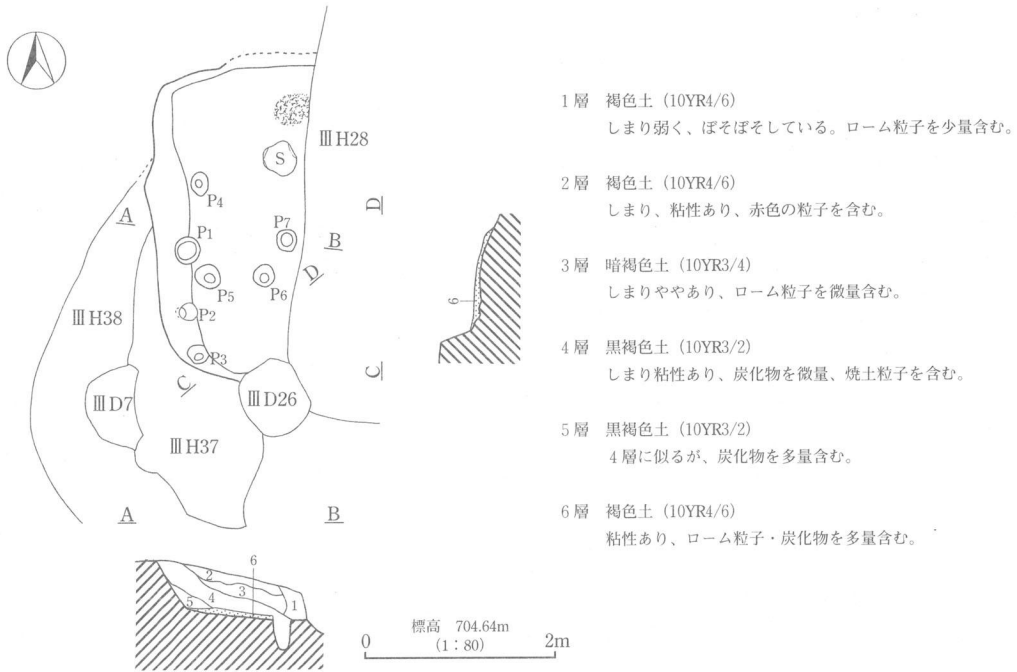 ⅢH28
S
P4
A
D
P1
P7
B
D
P5
P6
6
P2
ⅢH38
P3
C
C
ⅢD7
ⅢD26
ⅢH37
A
B
6
2
3
4
5
1
標高 704.64m
0
(1：80)
2m
1層 褐色土 (10YR4/6)
しまり弱く、ぼそぼそしている。ローム粒子を少量含む。
2層 褐色土 (10YR4/6)
しまり、粘性あり、赤色の粒子を含む。
3層 暗褐色土 (10YR3/4)
しまりややあり、ローム粒子を微量含む。
4層 黒褐色土 (10YR3/2)
しまり粘性あり、炭化物を微量、焼土粒子を含む。
5層 黒褐色土 (10YR3/2)
4層に似るが、炭化物を多量含む。
6層 褐色土 (10YR4/6)
粘性あり、ローム粒子・炭化物を多量含む。